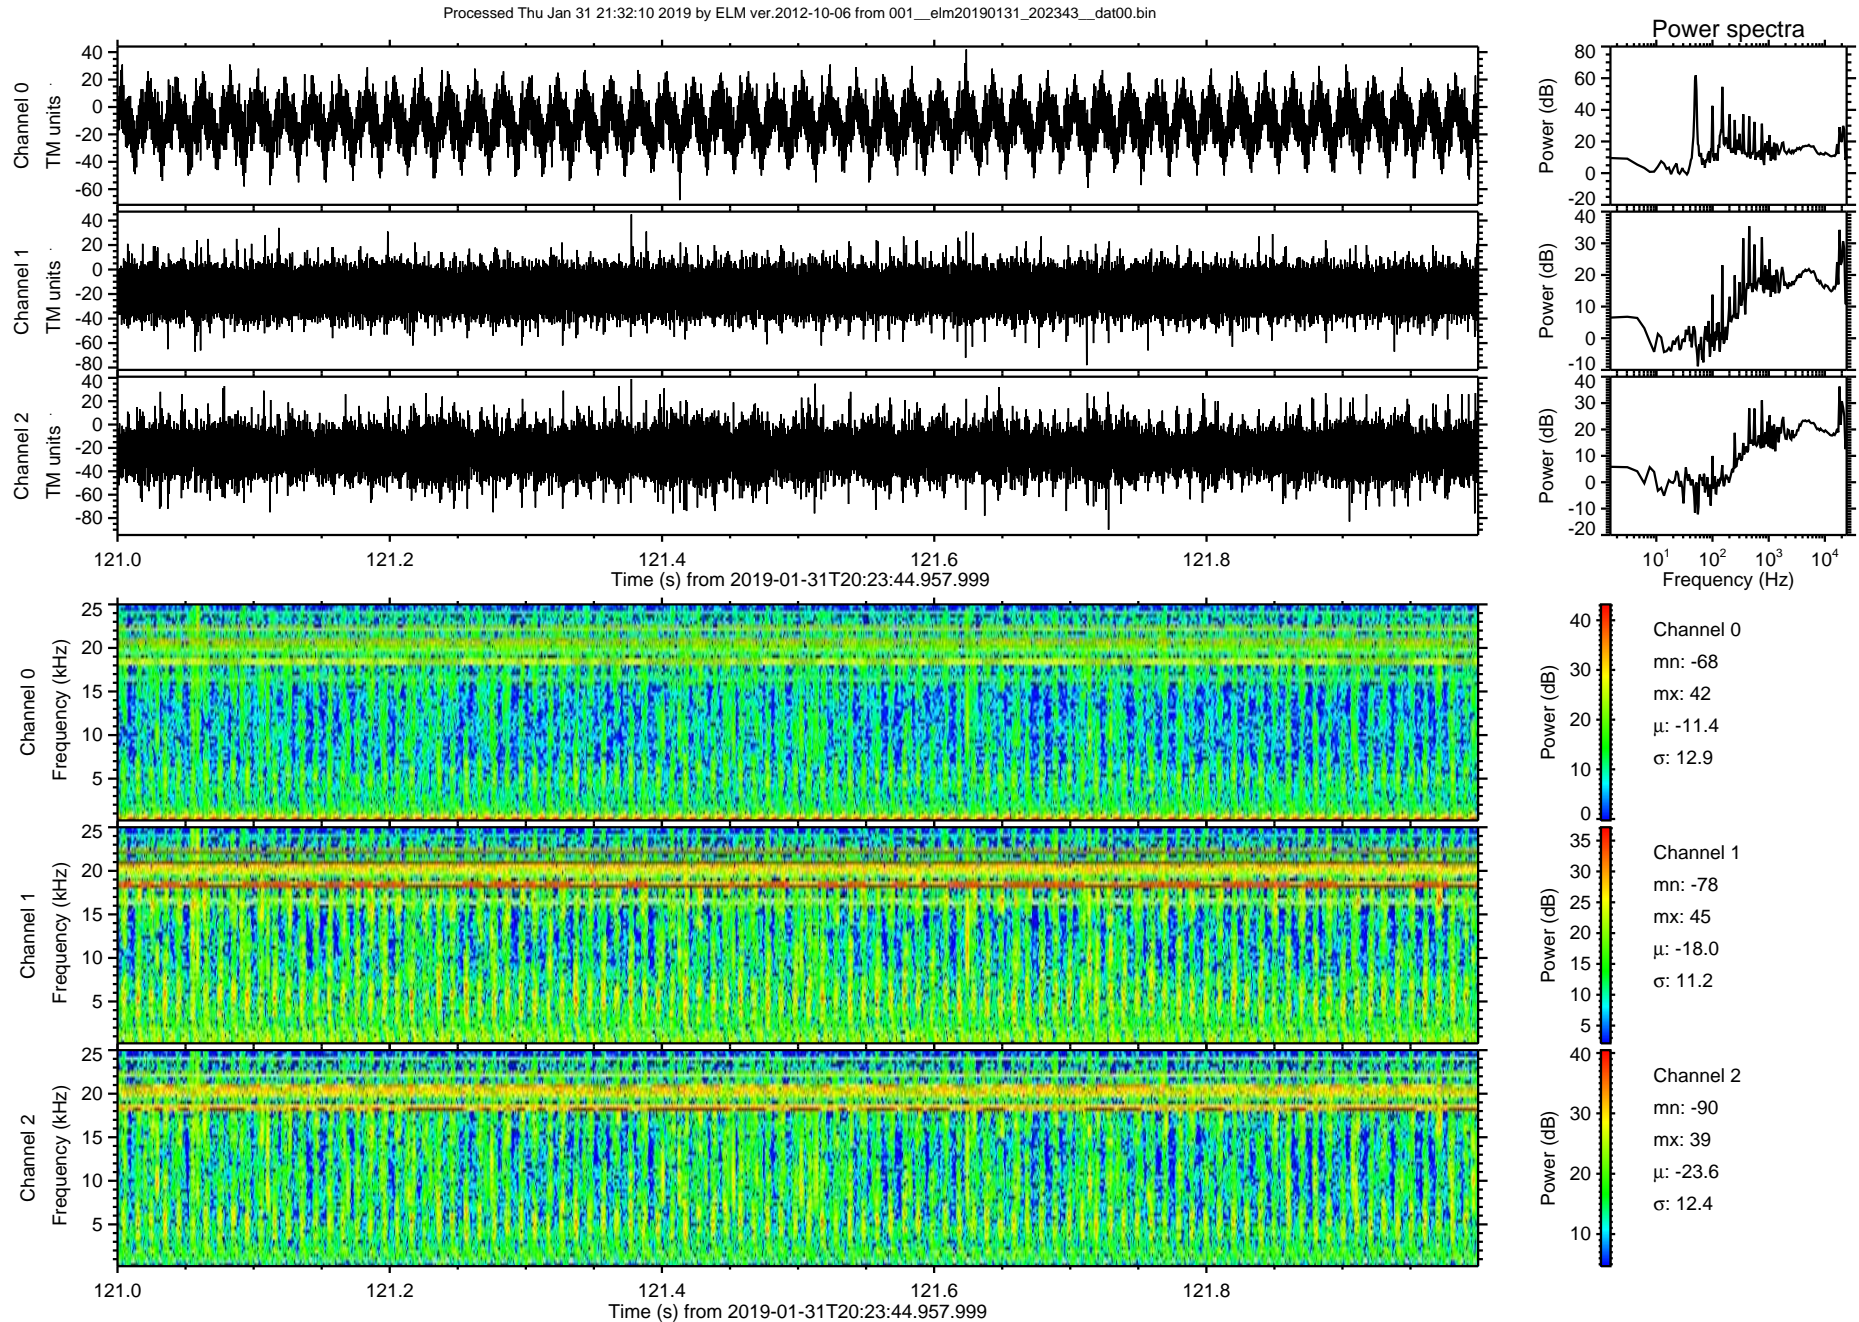 Processed Thu Jan 31 21:32:10 2019 by ELM ver.2012-10-06 from 001__elm20190131_202343__dat00.bin
Power spectra
Channel 0
TM units
40
20
0
-20
-40
-60
Power (dB)
80
60
40
20
0
-20
Channel 1
TM units
40
20
0
-20
-40
-60
-80
Power (dB)
40
30
20
10
0
-10
Channel 2
TM units
40
20
0
-20
-40
-60
-80
Power (dB)
40
30
20
10
0
-10
-20
121.0 121.2 121.4 121.6 121.8
Time (s) from 2019-01-31T20:23:44.957.999
10^1 10^2 10^3 10^4
Frequency (Hz)
Channel 0
Frequency (kHz)
25
20
15
10
5
Power (dB)
40
30
20
10
0
Channel 0
mn: -68
mx: 42
μ: -11.4
σ: 12.9
Channel 1
Frequency (kHz)
25
20
15
10
5
Power (dB)
35
30
25
20
15
10
5
Channel 1
mn: -78
mx: 45
μ: -18.0
σ: 11.2
Channel 2
Frequency (kHz)
25
20
15
10
5
Power (dB)
40
30
20
10
Channel 2
mn: -90
mx: 39
μ: -23.6
σ: 12.4
121.0 121.2 121.4 121.6 121.8
Time (s) from 2019-01-31T20:23:44.957.999